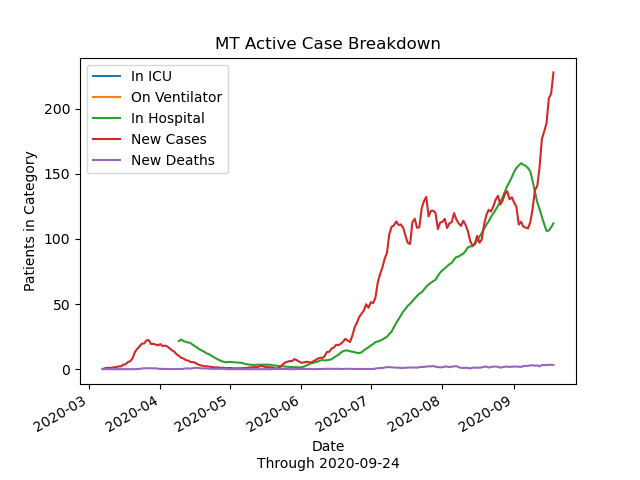 MT Active Case Breakdown
In ICU
On Ventilator
In Hospital
New Cases
New Deaths
Patients in Category
200
150
100
50
0
2020-03
2020-04
2020-05
2020-06
2020-07
2020-08
2020-09
Date
Through 2020-09-24